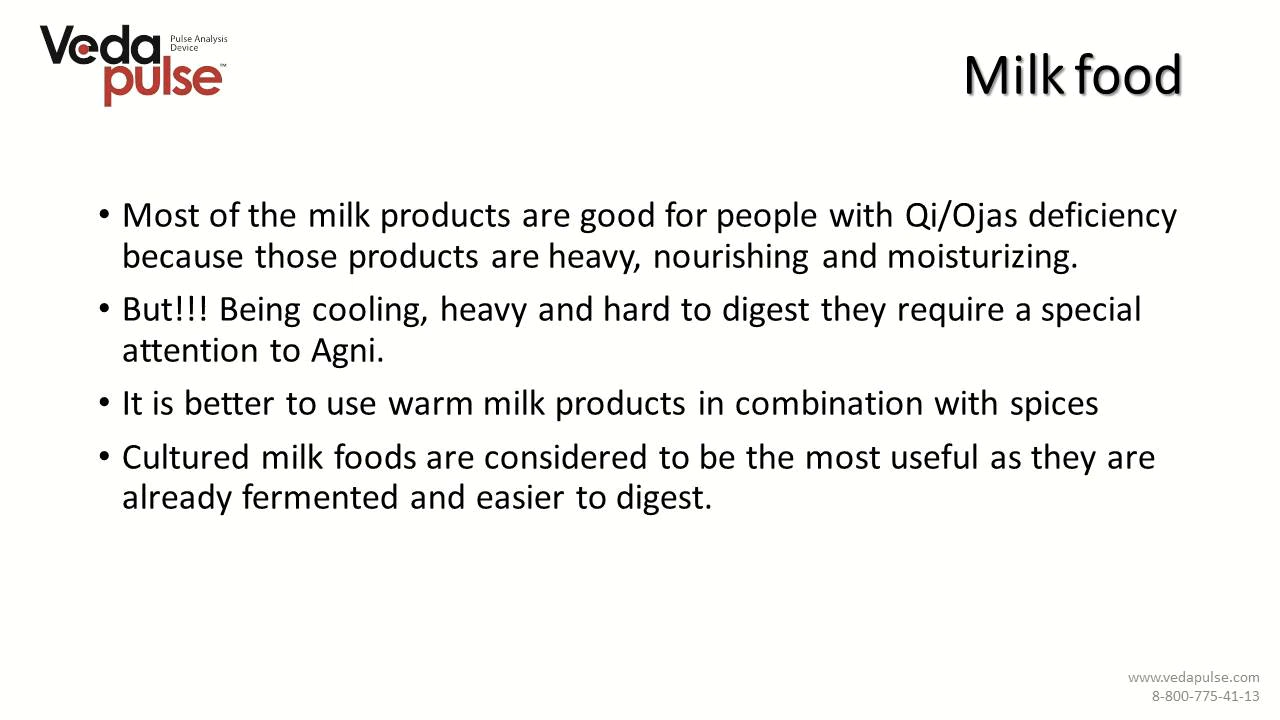 Veda
pulse™
Pulse Analysis
Device
Milk food
• Most of the milk products are good for people with Qi/Ojas deficiency
because those products are heavy, nourishing and moisturizing.
• But!!! Being cooling, heavy and hard to digest they require a special
attention to Agni.
• It is better to use warm milk products in combination with spices
• Cultured milk foods are considered to be the most useful as they are
already fermented and easier to digest.
www.vedapulse.com
8-800-775-41-13